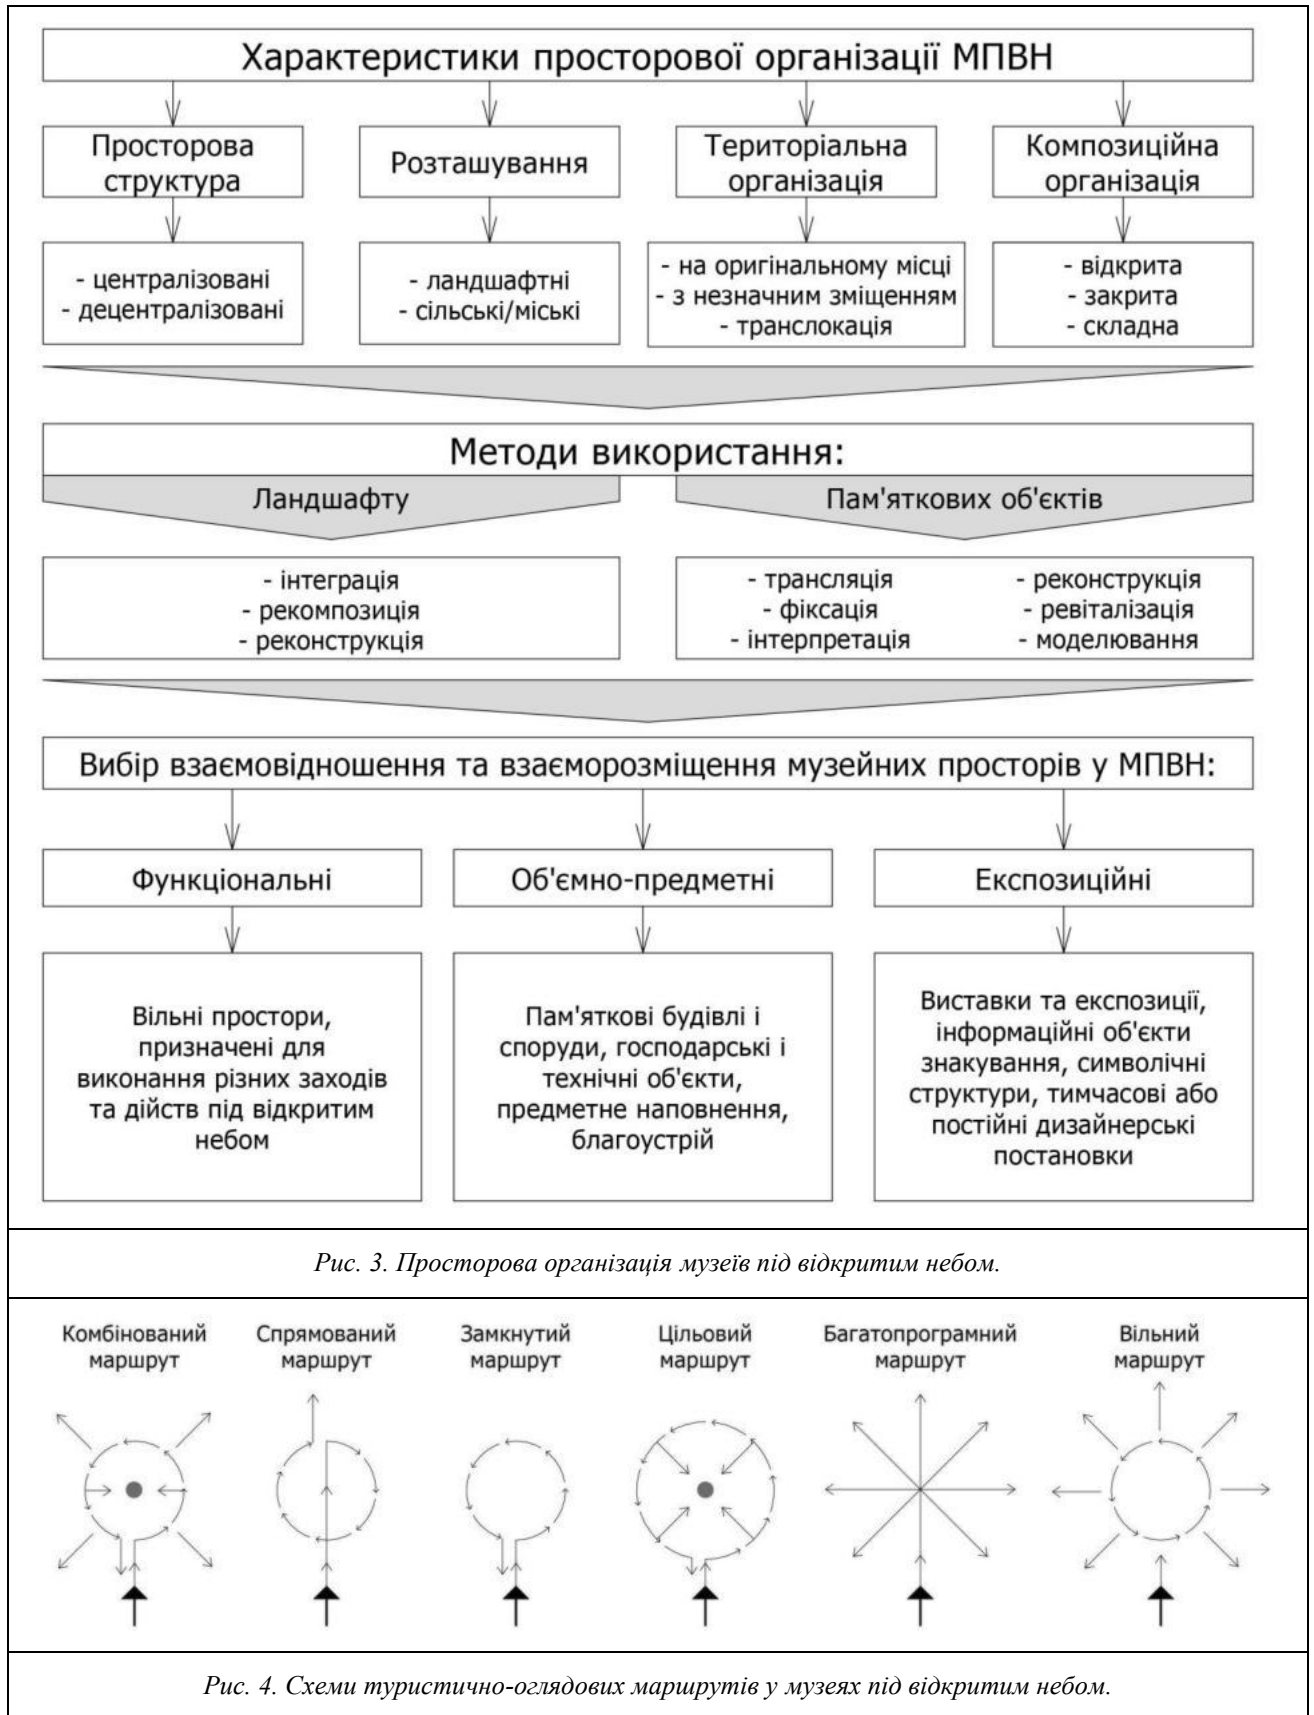 Характеристики просторової організації МПВН
Просторова
структура
Розташування
Територіальна
організація
Композиційна
організація
- централізовані
- децентралізовані
- ландшафтні
- сільські/міські
- на оригінальному місці
- з незначним зміщенням
- транслокація
- відкрита
- закрита
- складна
Методи використання:
Ландшафту
Пам'яткових об'єктів
- інтеграція
- рекомпозиція
- реконструкція
- трансляція
- фіксація
- інтерпретація
- реконструкція
- ревіталізація
- моделювання
Вибір взаємовідношення та взаєморозміщення музейних просторів у МПВН:
Функціональні
Об'ємно-предметні
Експозиційні
Вільні простори,
призначені для
виконання різних заходів
та дійств під відкритим
небом
Пам'яткові будівлі і
споруди, господарські і
технічні об'єкти,
предметне наповнення,
благоустрій
Виставки та експозиції,
інформаційні об'єкти
знакування, символічні
структури, тимчасові або
постійні дизайнерські
постановки
Рис. 3. Просторова організація музеїв під відкритим небом.
Комбінований
маршрут
Спрямований
маршрут
Замкнутий
маршрут
Цільовий
маршрут
Багатопрограмний
маршрут
Вільний
маршрут
Рис. 4. Схеми туристично-оглядових маршрутів у музеях під відкритим небом.